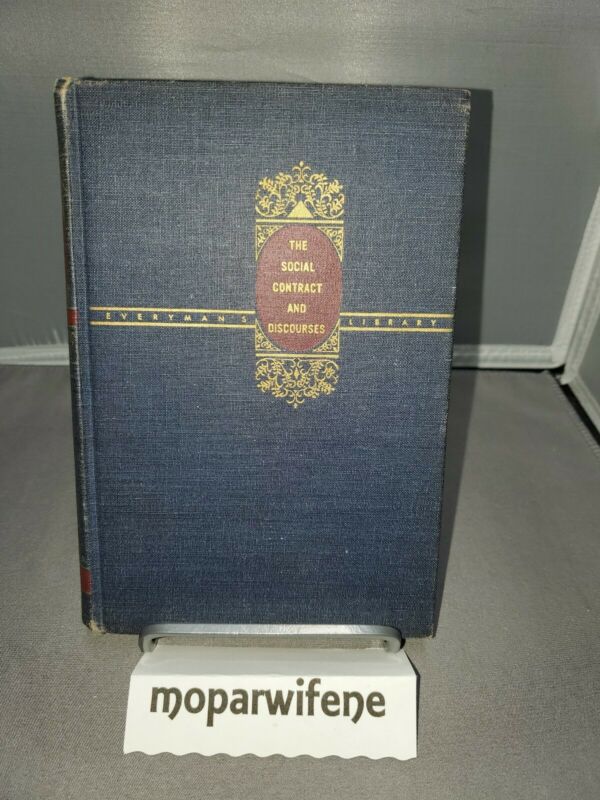 THE
SOCIAL
CONTRACT
AND
DISCOURSES
EVERYMAN'S LIBRARY
moparwifene